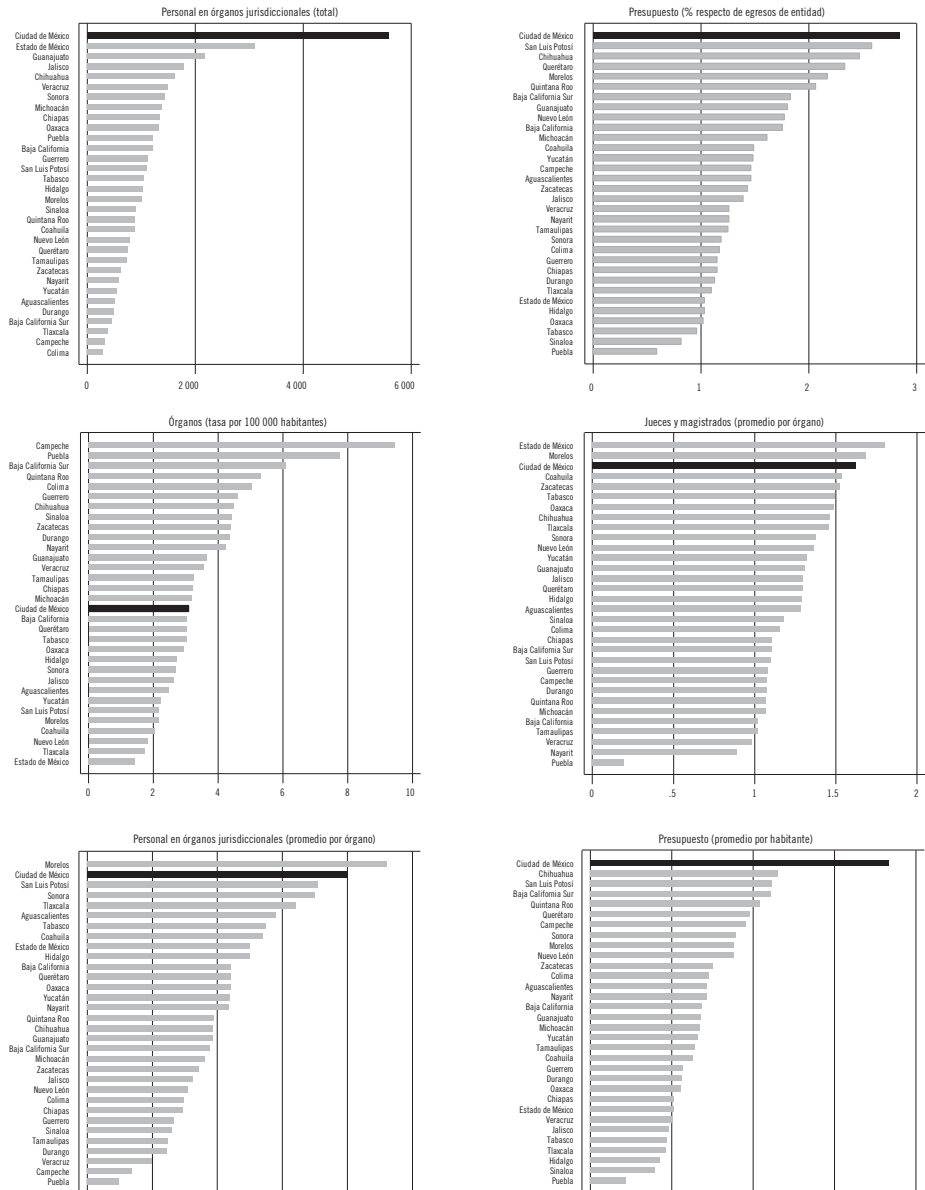 Personal en órganos jurisdiccionales (total)
Ciudad de México
Estado de México
Guanajuato
Jalisco
Chihuahua
Veracruz
Sonora
Michoacán
Chiapas
Oaxaca
Puebla
Baja California
Guerrero
San Luis Potosí
Tabasco
Hidalgo
Morelos
Sinaloa
Quintana Roo
Coahuila
Nuevo León
Querétaro
Tamaulipas
Zacatecas
Nayarit
Yucatán
Aguascalientes
Durango
Baja California Sur
Tlaxcala
Campeche
Colima
0 2 000 4 000 6 000
Presupuesto (% respecto de egresos de entidad)
Ciudad de México
San Luis Potosí
Chihuahua
Querétaro
Morelos
Quintana Roo
Baja California Sur
Guanajuato
Nuevo León
Baja California
Michoacán
Coahuila
Yucatán
Campeche
Aguascalientes
Zacatecas
Jalisco
Veracruz
Nayarit
Tamaulipas
Sonora
Colima
Guerrero
Chiapas
Durango
Tlaxcala
Estado de México
Hidalgo
Oaxaca
Tabasco
Sinaloa
Puebla
0 1 2 3
Órganos (tasa por 100 000 habitantes)
Campeche
Puebla
Baja California Sur
Quintana Roo
Colima
Guerrero
Chihuahua
Sinaloa
Zacatecas
Durango
Nayarit
Guanajuato
Veracruz
Tamaulipas
Chiapas
Michoacán
Ciudad de México
Baja California
Querétaro
Tabasco
Oaxaca
Hidalgo
Sonora
Jalisco
Aguascalientes
Yucatán
San Luis Potosí
Morelos
Coahuila
Nuevo León
Tlaxcala
Estado de México
0 2 4 6 8 10
Jueces y magistrados (promedio por órgano)
Estado de México
Morelos
Ciudad de México
Coahuila
Zacatecas
Tabasco
Oaxaca
Chihuahua
Tlaxcala
Sonora
Nuevo León
Yucatán
Guanajuato
Jalisco
Querétaro
Hidalgo
Aguascalientes
Sinaloa
Colima
Chiapas
Baja California Sur
San Luis Potosí
Guerrero
Campeche
Durango
Quintana Roo
Michoacán
Baja California
Tamaulipas
Veracruz
Nayarit
Puebla
0 .5 1 1.5 2
Personal en órganos jurisdiccionales (promedio por órgano)
Morelos
Ciudad de México
San Luis Potosí
Sonora
Tlaxcala
Aguascalientes
Tabasco
Coahuila
Estado de México
Hidalgo
Baja California
Querétaro
Oaxaca
Yucatán
Nayarit
Quintana Roo
Chihuahua
Guanajuato
Baja California Sur
Michoacán
Zacatecas
Jalisco
Nuevo León
Colima
Chiapas
Guerrero
Sinaloa
Tamaulipas
Durango
Veracruz
Campeche
Puebla
Presupuesto (promedio por habitante)
Ciudad de México
Chihuahua
San Luis Potosí
Baja California Sur
Quintana Roo
Querétaro
Campeche
Sonora
Morelos
Nuevo León
Zacatecas
Colima
Aguascalientes
Nayarit
Baja California
Guanajuato
Michoacán
Yucatán
Tamaulipas
Coahuila
Guerrero
Durango
Oaxaca
Chiapas
Estado de México
Veracruz
Jalisco
Tabasco
Tlaxcala
Hidalgo
Sinaloa
Puebla